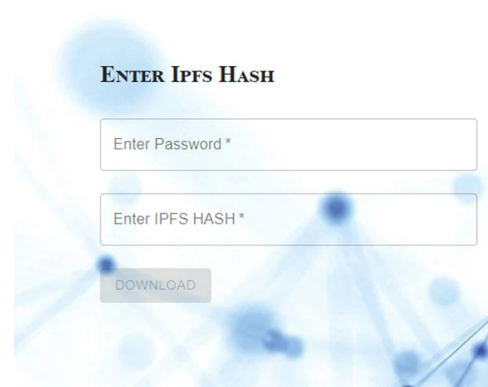 Enter Ipfs Hash
Enter Password *
Enter IPFS HASH *
DOWNLOAD